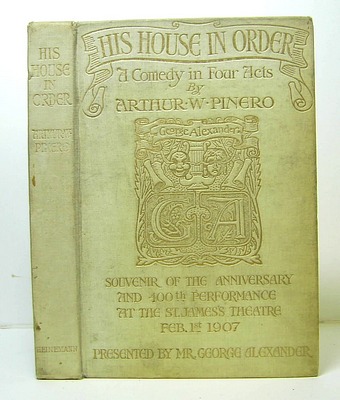 HIS
HOUSE
IN
ORDER
ARTHUR W
PINERO
HEINEMANN
HIS HOUSE IN ORDER
A Comedy in Four Acts
By
ARTHUR·W·PINERO
George Alexander
G A
SOUVENIR OF THE ANNIVERSARY
AND 400th PERFORMANCE
AT THE ST. JAMES'S THEATRE
FEB. 1st 1907
PRESENTED BY MR. GEORGE ALEXANDER